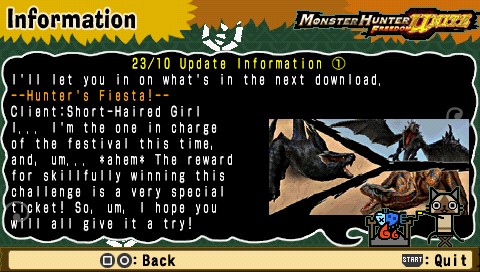 Information
MONSTER HUNTER
FREEDOM UNITE
23/10 Update Information ①
I'll let you in on what's in the next download.
--Hunter's Fiesta!--
Client:Short-Haired Girl
I... I'm the one in charge
of the festival this time,
and, um... *ahem* The reward
for skillfully winning this
challenge is a very special
ticket! So, um, I hope you
will all give it a try!
□○: Back
START: Quit